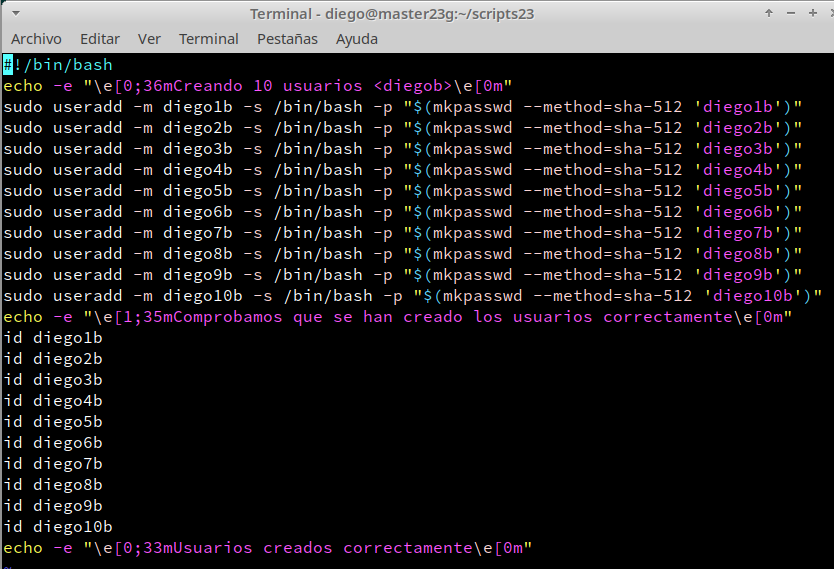 Terminal - diego@master23g:~/scripts23
Archivo Editar Ver Terminal Pestañas Ayuda
#!/bin/bash
echo -e "\e[0;36mCreando 10 usuarios <diegob>\e[0m"
sudo useradd -m diego1b -s /bin/bash -p "$(mkpasswd --method=sha-512 'diego1b')"
sudo useradd -m diego2b -s /bin/bash -p "$(mkpasswd --method=sha-512 'diego2b')"
sudo useradd -m diego3b -s /bin/bash -p "$(mkpasswd --method=sha-512 'diego3b')"
sudo useradd -m diego4b -s /bin/bash -p "$(mkpasswd --method=sha-512 'diego4b')"
sudo useradd -m diego5b -s /bin/bash -p "$(mkpasswd --method=sha-512 'diego5b')"
sudo useradd -m diego6b -s /bin/bash -p "$(mkpasswd --method=sha-512 'diego6b')"
sudo useradd -m diego7b -s /bin/bash -p "$(mkpasswd --method=sha-512 'diego7b')"
sudo useradd -m diego8b -s /bin/bash -p "$(mkpasswd --method=sha-512 'diego8b')"
sudo useradd -m diego9b -s /bin/bash -p "$(mkpasswd --method=sha-512 'diego9b')"
sudo useradd -m diego10b -s /bin/bash -p "$(mkpasswd --method=sha-512 'diego10b')"
echo -e "\e[1;35mComprobamos que se han creado los usuarios correctamente\e[0m"
id diego1b
id diego2b
id diego3b
id diego4b
id diego5b
id diego6b
id diego7b
id diego8b
id diego9b
id diego10b
echo -e "\e[0;33mUsuarios creados correctamente\e[0m"